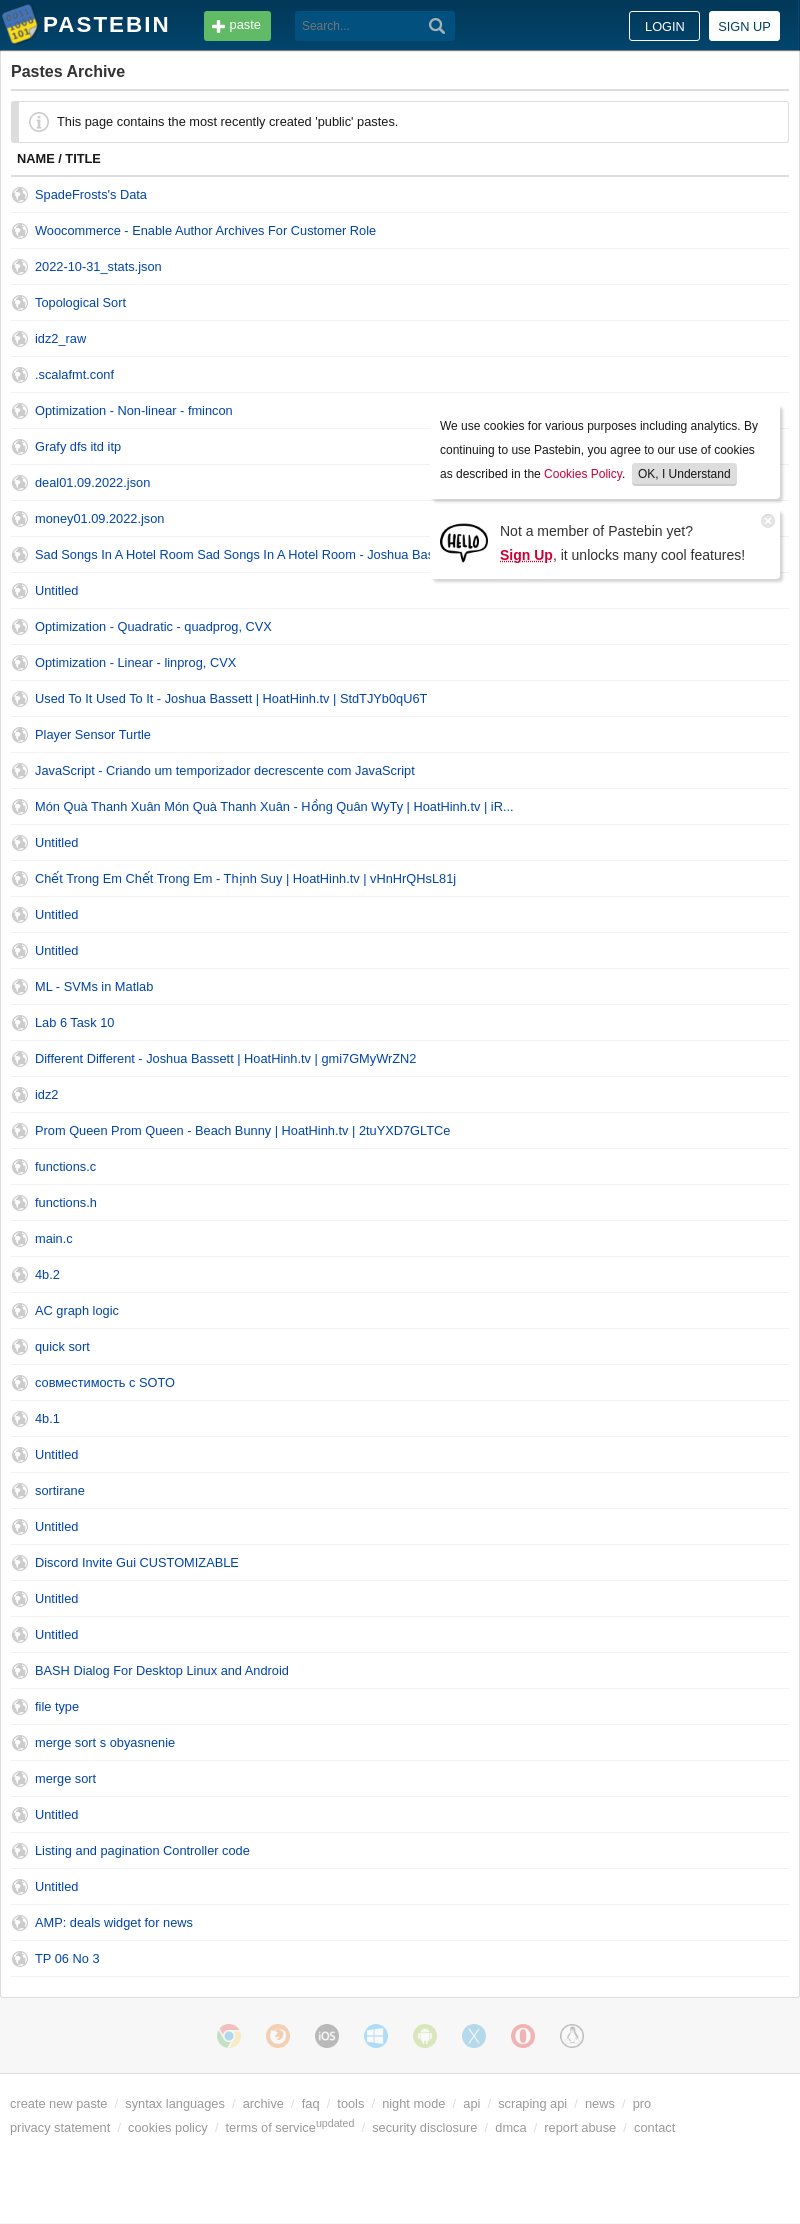 PASTEBIN
paste
Search...
LOGIN
SIGN UP
Pastes Archive
This page contains the most recently created 'public' pastes.
NAME / TITLE
SpadeFrosts's Data
Woocommerce - Enable Author Archives For Customer Role
2022-10-31_stats.json
Topological Sort
idz2_raw
.scalafmt.conf
Optimization - Non-linear - fmincon
Grafy dfs itd itp
deal01.09.2022.json
money01.09.2022.json
Sad Songs In A Hotel Room Sad Songs In A Hotel Room - Joshua Bas
We use cookies for various purposes including analytics. By
continuing to use Pastebin, you agree to our use of cookies
as described in the Cookies Policy. OK, I Understand
HELLO
Not a member of Pastebin yet?
Sign Up, it unlocks many cool features!
Untitled
Optimization - Quadratic - quadprog, CVX
Optimization - Linear - linprog, CVX
Used To It Used To It - Joshua Bassett | HoatHinh.tv | StdTJYb0qU6T
Player Sensor Turtle
JavaScript - Criando um temporizador decrescente com JavaScript
Món Quà Thanh Xuân Món Quà Thanh Xuân - Hồng Quân WyTy | HoatHinh.tv | iR...
Untitled
Chết Trong Em Chết Trong Em - Thịnh Suy | HoatHinh.tv | vHnHrQHsL81j
Untitled
Untitled
ML - SVMs in Matlab
Lab 6 Task 10
Different Different - Joshua Bassett | HoatHinh.tv | gmi7GMyWrZN2
idz2
Prom Queen Prom Queen - Beach Bunny | HoatHinh.tv | 2tuYXD7GLTCe
functions.c
functions.h
main.c
4b.2
AC graph logic
quick sort
совместимость с SOTO
4b.1
Untitled
sortirane
Untitled
Discord Invite Gui CUSTOMIZABLE
Untitled
Untitled
BASH Dialog For Desktop Linux and Android
file type
merge sort s obyasnenie
merge sort
Untitled
Listing and pagination Controller code
Untitled
AMP: deals widget for news
TP 06 No 3
iOS
create new paste / syntax languages / archive / faq / tools / night mode / api / scraping api / news / pro
privacy statement / cookies policy / terms of service updated / security disclosure / dmca / report abuse / contact